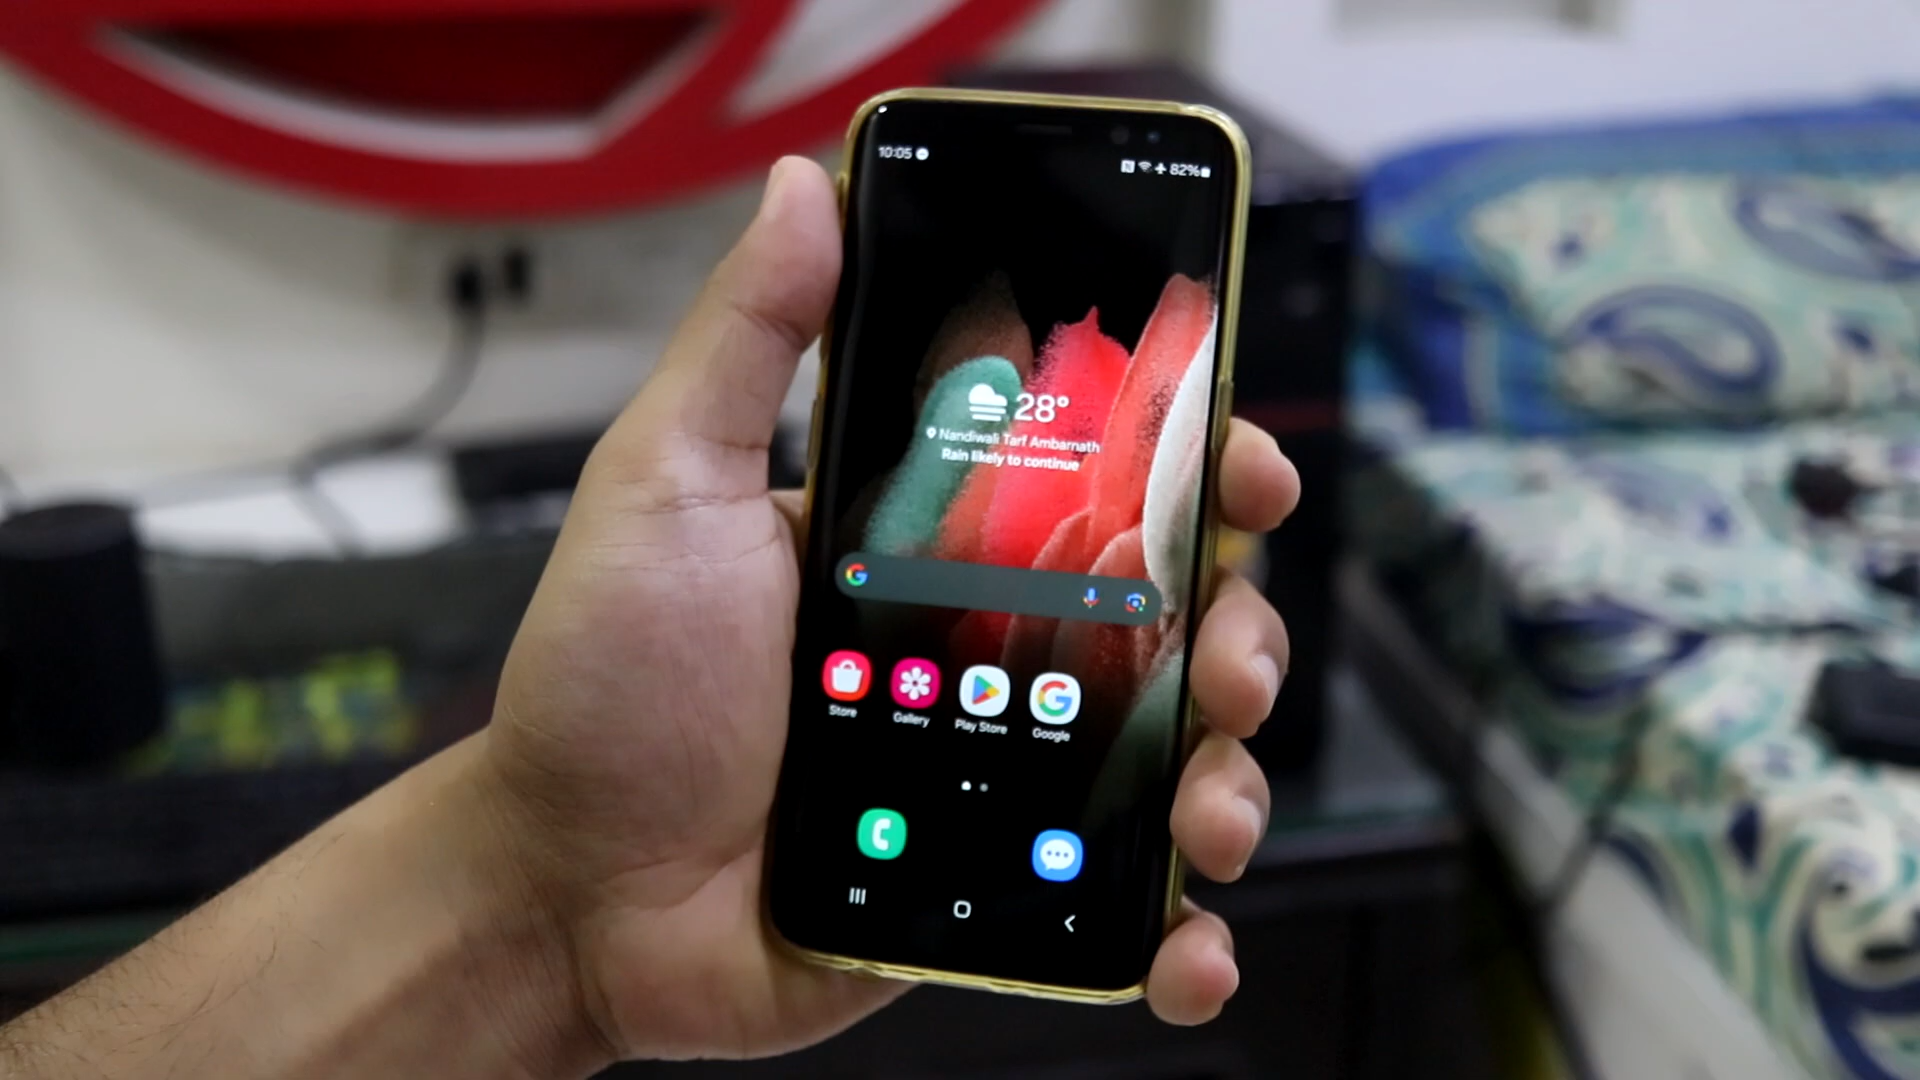 10:05
82%
28°
Nandiwali Tarf Ambarnath
Rain likely to continue
Store
Gallery
Play Store
Google